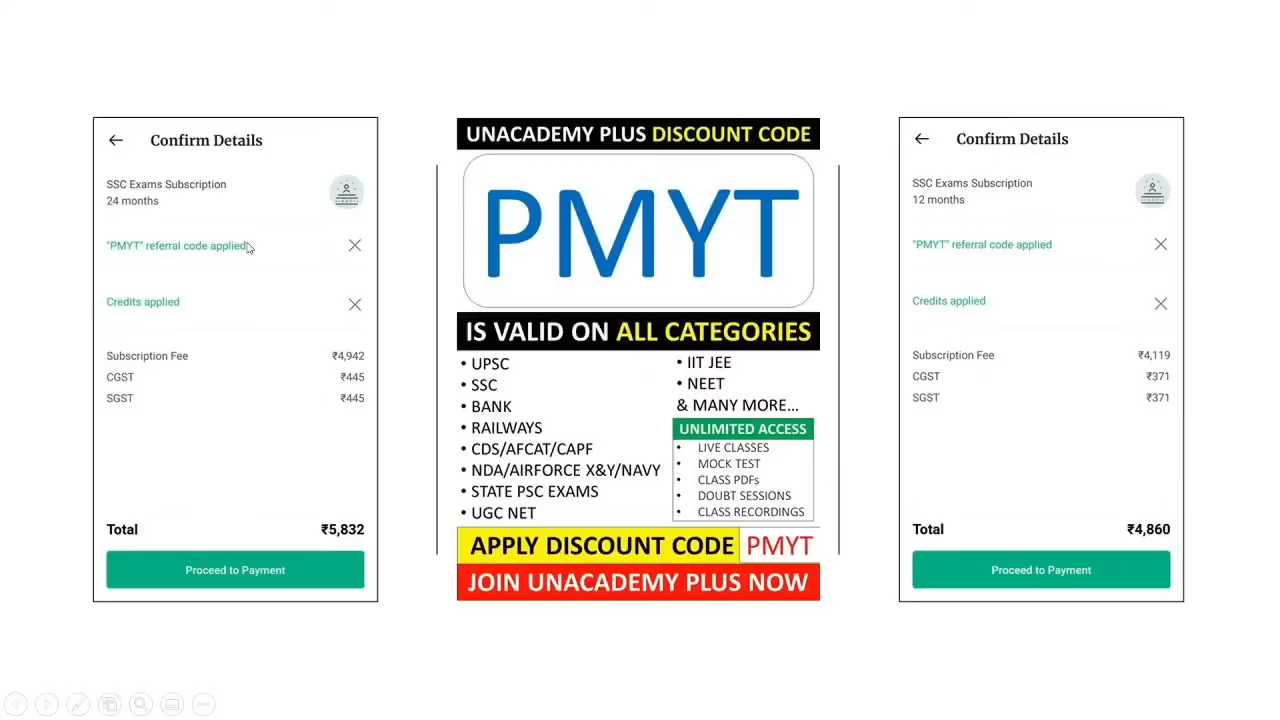 Confirm Details
SSC Exams Subscription
24 months
"PMYT" referral code applied
Credits applied
Subscription Fee ₹4,942
CGST ₹445
SGST ₹445
Total ₹5,832
Proceed to Payment
UNACADEMY PLUS DISCOUNT CODE
PMYT
IS VALID ON ALL CATEGORIES
• UPSC
• SSC
• BANK
• RAILWAYS
• CDS/AFCAT/CAPF
• NDA/AIRFORCE X&Y/NAVY
• STATE PSC EXAMS
• UGC NET
• IIT JEE
• NEET
& MANY MORE...
UNLIMITED ACCESS
• LIVE CLASSES
• MOCK TEST
• CLASS PDFs
• DOUBT SESSIONS
• CLASS RECORDINGS
APPLY DISCOUNT CODE PMYT
JOIN UNACADEMY PLUS NOW
Confirm Details
SSC Exams Subscription
12 months
"PMYT" referral code applied
Credits applied
Subscription Fee ₹4,119
CGST ₹371
SGST ₹371
Total ₹4,860
Proceed to Payment